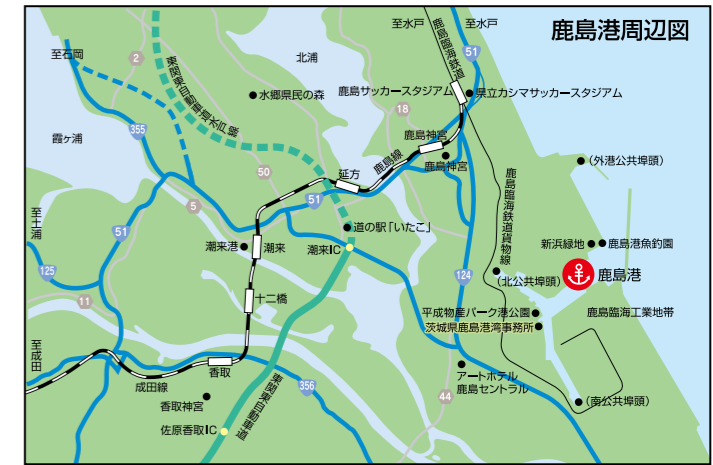 鹿島港周辺図
至水戸
至水戸
至石岡
2
北浦
鹿島臨海鉄道
51
東関東自動車道水戸線
水郷県民の森
鹿島サッカースタジアム
県立カシマサッカースタジアム
18
355
霞ヶ浦
鹿島神宮
鹿島線
鹿島神宮
(外港公共埠頭)
50
延方
51
鹿島臨海鉄道貨物線
5
至土浦
51
道の駅「いたこ」
潮来港
潮来
潮来IC
新浜緑地
鹿島港魚釣園
125
124
(北公共埠頭)
鹿島港
11
十二橋
平成物産パーク港公園
鹿島臨海工業地帯
茨城県鹿島港湾事務所
至成田
香取
成田線
東関東自動車道
356
アートホテル
鹿島セントラル
香取神宮
44
(南公共埠頭)
佐原香取IC